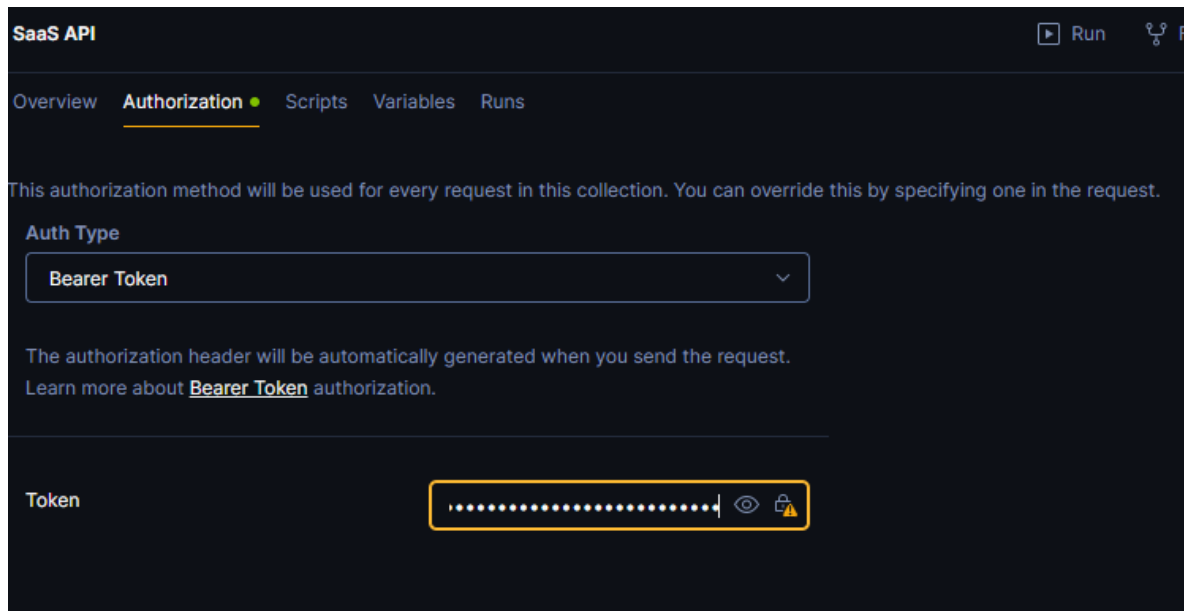 SaaS API
Run
Overview Authorization Scripts Variables Runs
This authorization method will be used for every request in this collection. You can override this by specifying one in the request.
Auth Type
Bearer Token
The authorization header will be automatically generated when you send the request.
Learn more about Bearer Token authorization.
Token